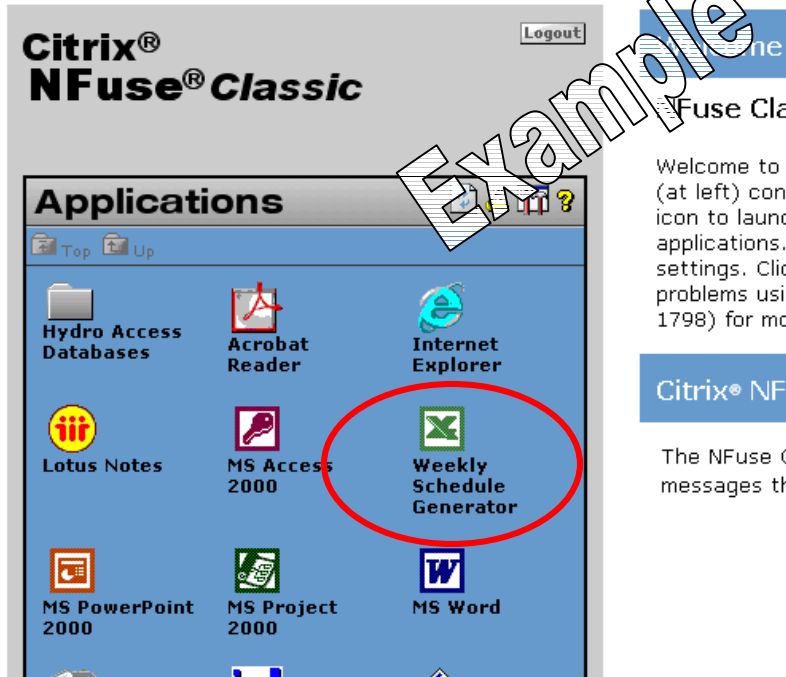 Citrix®
NFuse® Classic
Logout
Example
Applications
Top Up
Hydro Access
Databases
Acrobat
Reader
Internet
Explorer
Lotus Notes
MS Access
2000
Weekly
Schedule
Generator
MS PowerPoint
2000
MS Project
2000
MS Word
Welcome
NFuse Cla
Welcome to
(at left) con
icon to launc
applications.
settings. Clic
problems usi
1798) for mo
Citrix® NF
The NFuse C
messages th